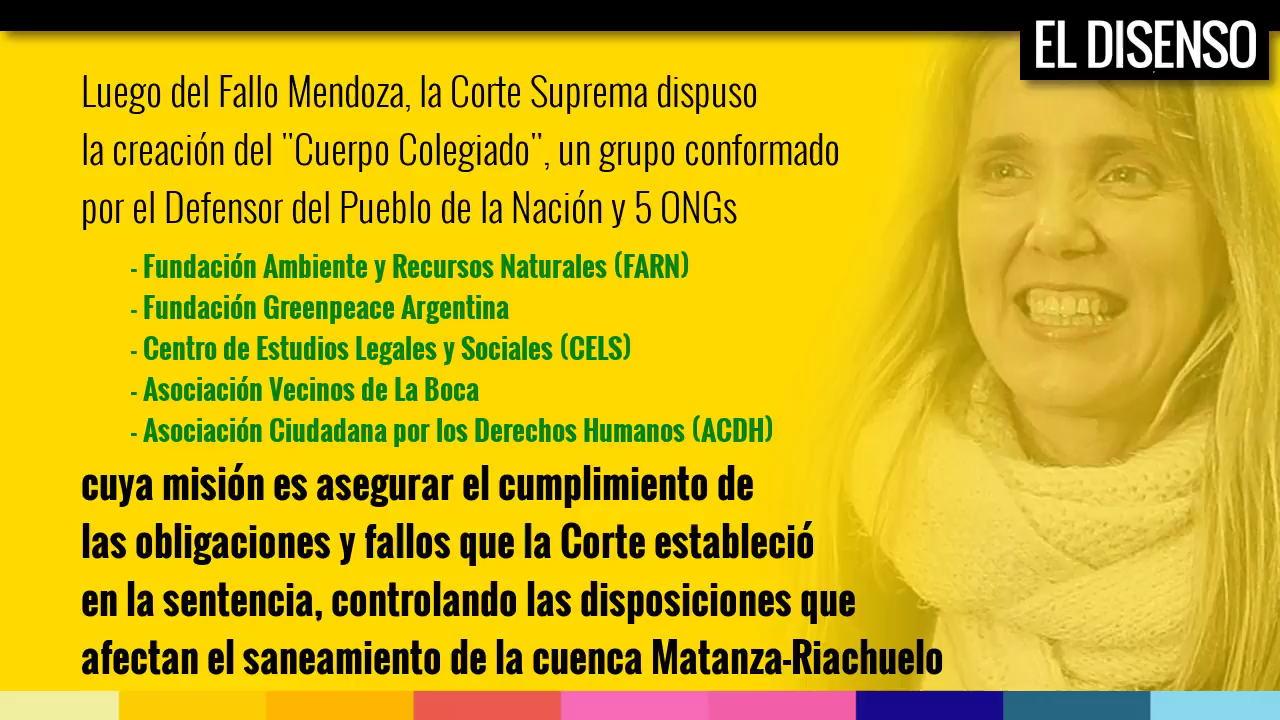 EL DISENSO
Luego del Fallo Mendoza, la Corte Suprema dispuso
la creación del "Cuerpo Colegiado", un grupo conformado
por el Defensor del Pueblo de la Nación y 5 ONGs
- Fundación Ambiente y Recursos Naturales (FARN)
- Fundación Greenpeace Argentina
- Centro de Estudios Legales y Sociales (CELS)
- Asociación Vecinos de La Boca
- Asociación Ciudadana por los Derechos Humanos (ACDH)
cuya misión es asegurar el cumplimiento de
las obligaciones y fallos que la Corte estableció
en la sentencia, controlando las disposiciones que
afectan el saneamiento de la cuenca Matanza-Riachuelo